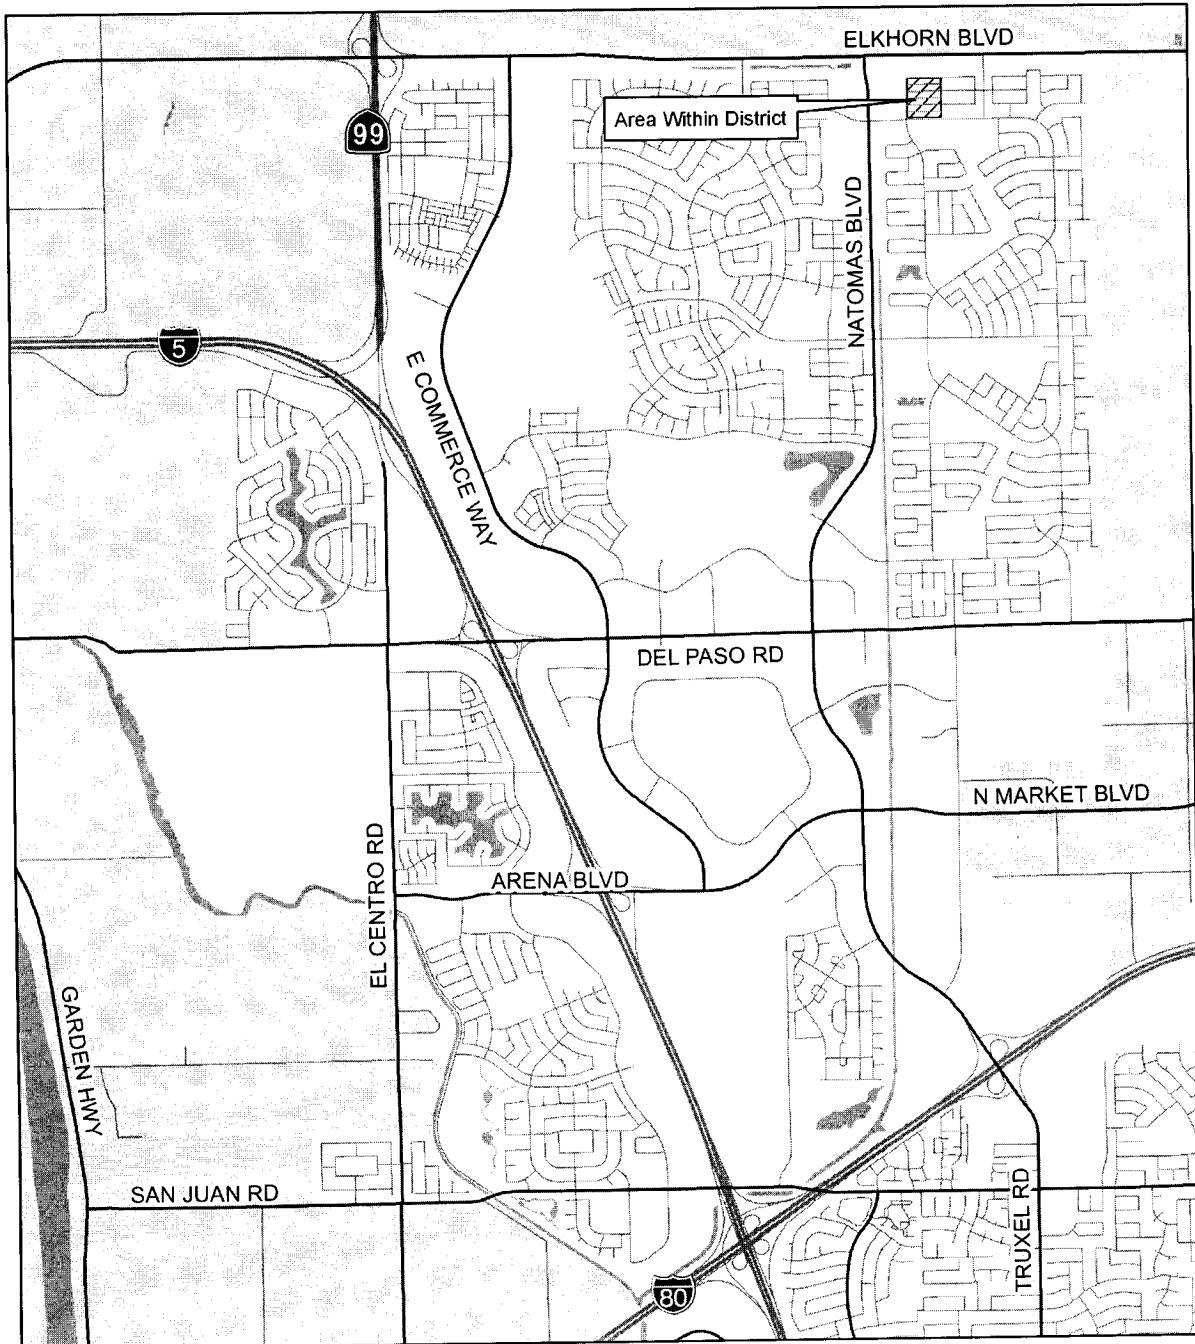 ELKHORN BLVD
Area Within District
99
NATOMAS BLVD
5
E COMMERCE WAY
DEL PASO RD
N MARKET BLVD
EL CENTRO RD
ARENA BLVD
GARDEN HWY
SAN JUAN RD
TRUXEL RD
80